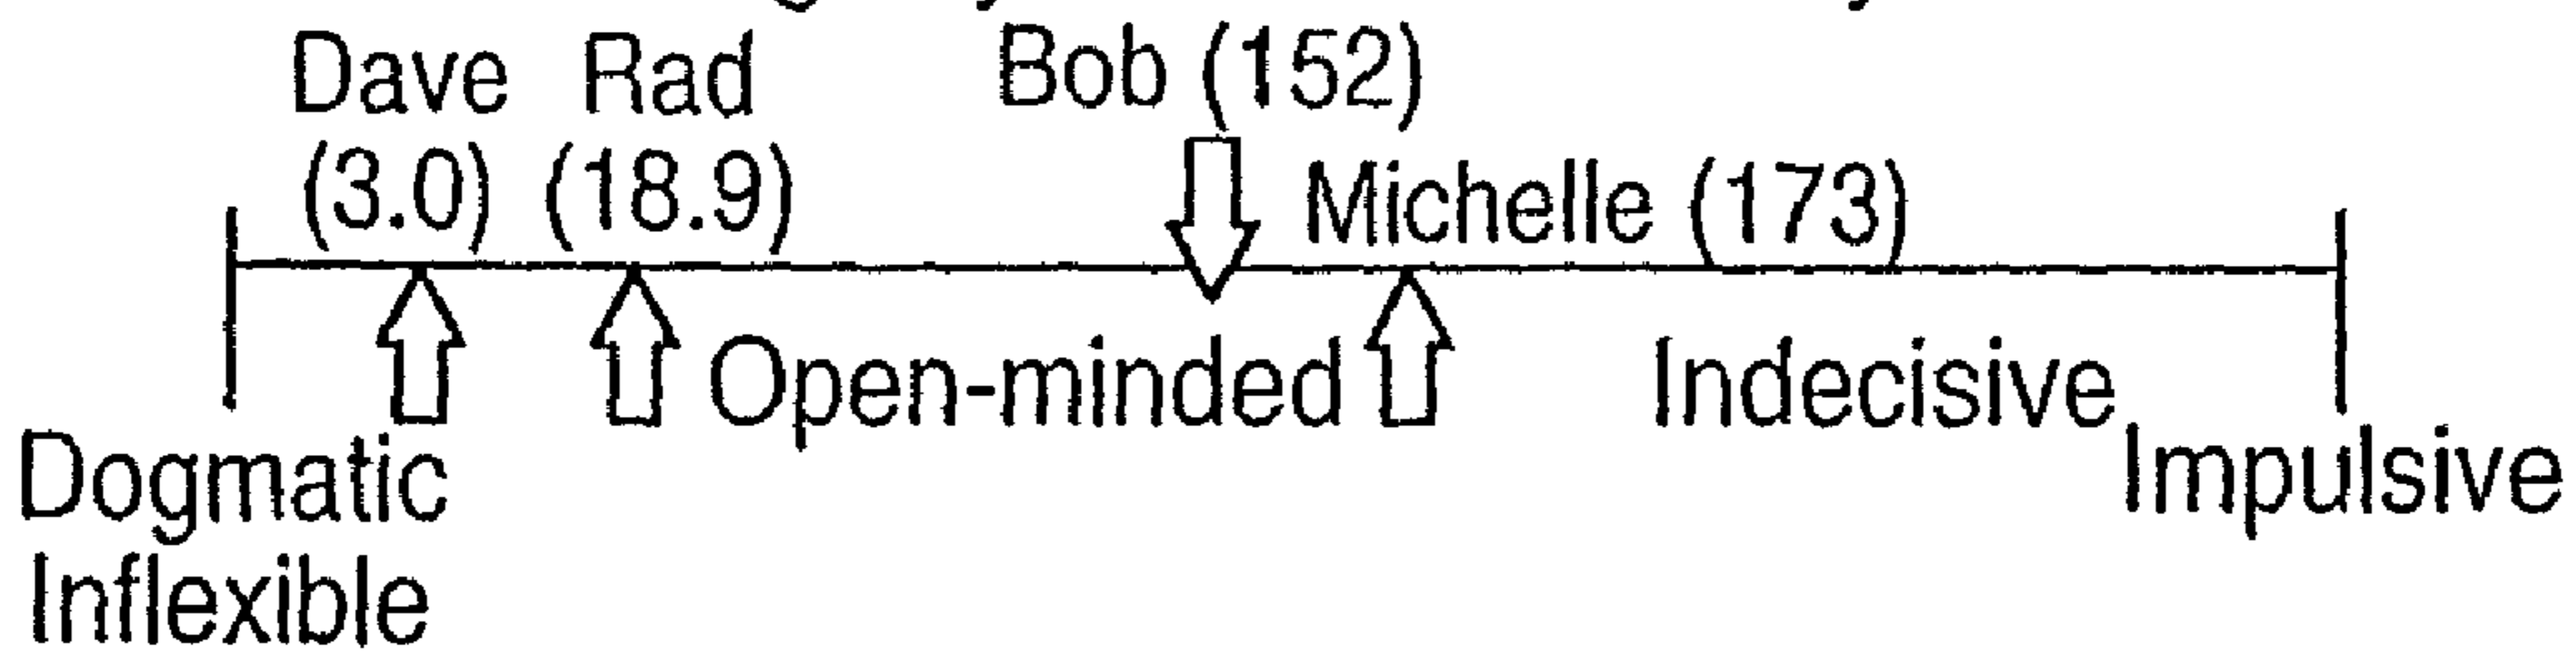 Dave Rad Bob (152)
(3.0) (18.9) Michelle (173)
Open-minded Indecisive
Dogmatic Impulsive
Inflexible